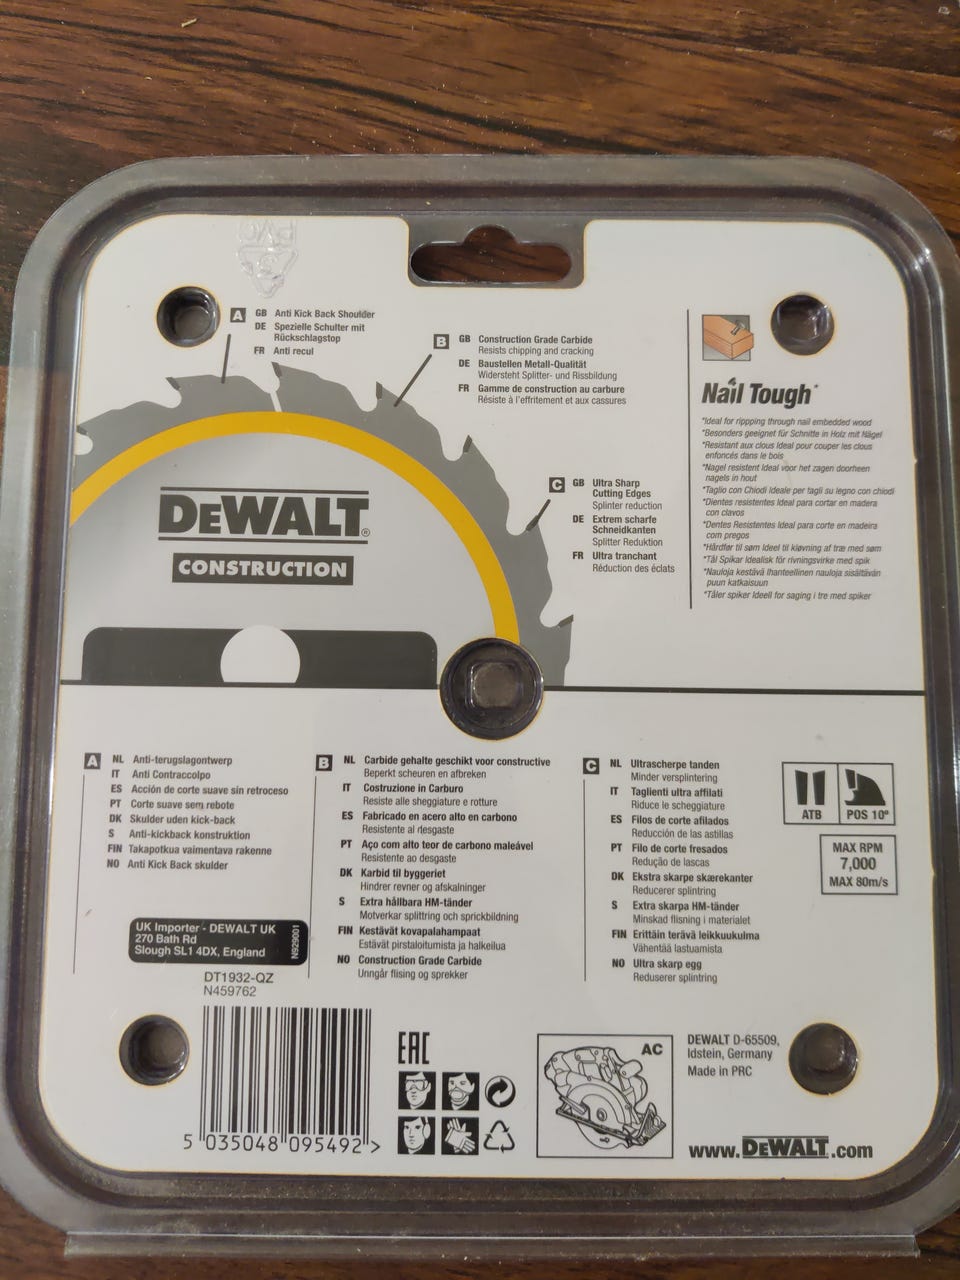 PVC
A GB Anti Kick Back Shoulder
DE Spezielle Schulter mit
Rückschlagstop
FR Anti recul
B GB Construction Grade Carbide
Resists chipping and cracking
DE Baustellen Metall-Qualität
Widersteht Splitter- und Rissbildung
FR Gamme de construction au carbure
Résiste à l'effritement et aux cassures
C GB Ultra Sharp
Cutting Edges
Splinter reduction
DE Extrem scharfe
Schneidkanten
Splitter Reduktion
FR Ultra tranchant
Réduction des éclats
Nail Tough*
*Ideal for ripping through nail embedded wood
*Besonders geeignet für Schnitte in Holz mit Nägel
*Resistant aux clous Ideal pour couper les clous
enfoncés dans le bois
*Nagel resistent Ideal voor het zagen doorheen
nagels in hout
*Taglio con Chiodi Ideale per tagli su legno con chiodi
*Dientes resistentes Ideal para cortar en madera
con clavos
*Dentes Resistentes Ideal para corte en madeira
com pregos
*Hårdfør til søm Ideel til kløvning af træ med søm
*Tål Spikar Idealisk för rivningsvirke med spik
*Nauloja kestävä Ihanteellinen nauloja sisältävän
puun katkaisuun
*Tåler spiker Ideell for saging i tre med spiker
DEWALT®
CONSTRUCTION
A NL Anti-terugslagontwerp
IT Anti Contraccolpo
ES Acción de corte suave sin retroceso
PT Corte suave sem rebote
DK Skulder uden kick-back
S Anti-kickback konstruktion
FIN Takapotkua vaimentava rakenne
NO Anti Kick Back skulder
B NL Carbide gehalte geschikt voor constructive
Beperkt scheuren en afbreken
IT Costruzione in Carburo
Resiste alle sheggiature e rotture
ES Fabricado en acero alto en carbono
Resistente al desgaste
PT Aço com alto teor de carbono maleável
Resistente ao desgaste
DK Karbid til byggeriet
Hindrer revner og afskalninger
S Extra hållbara HM-tänder
Motverkar splittring och sprickbildning
FIN Kestävät kovapalahampaat
Estävät pirstaloitumista ja halkeilua
NO Construction Grade Carbide
Unngår flising og sprekker
C NL Ultrascherpe tanden
Minder versplintering
IT Taglienti ultra affilati
Riduce le scheggiature
ES Filos de corte afilados
Reducción de las astillas
PT Filo de corte fresados
Redução de lascas
DK Ekstra skarpe skærekanter
Reducerer splintring
S Extra skarpa HM-tänder
Minskad flisning i materialet
FIN Erittäin terävä leikkuukulma
Vähentää lastuamista
NO Ultra skarp egg
Reduserer splintring
ATB POS 10º
MAX RPM
7,000
MAX 80m/s
UK Importer - DEWALT UK
270 Bath Rd
Slough SL1 4DX, England
N929001
DT1932-QZ
N459762
5 035048 095492 >
EAC
AC
DEWALT D-65509,
Idstein, Germany
Made in PRC
www.DEWALT.com